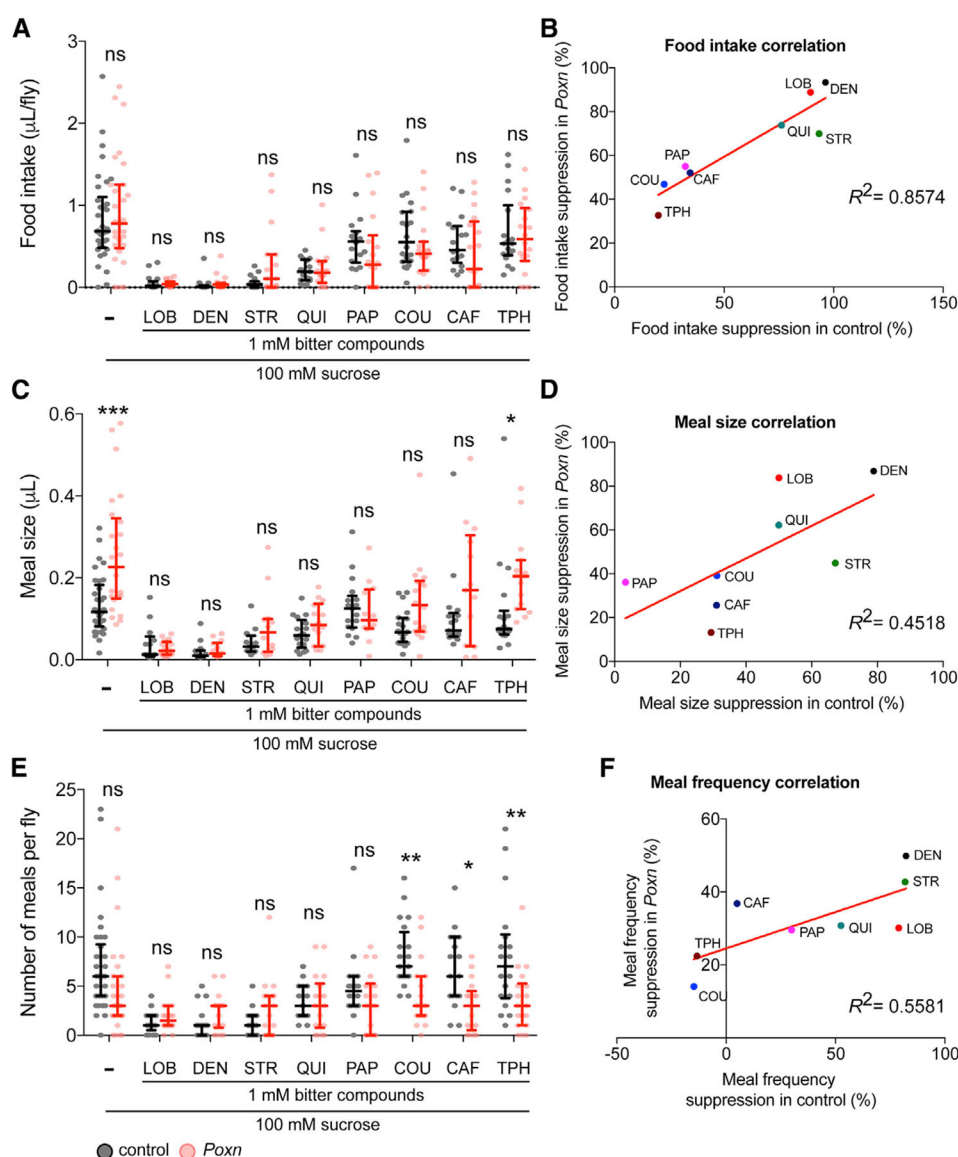 A
Food intake (μL/fly)
3
2
1
0
ns
ns
ns
ns
ns
ns
ns
ns
ns
–
LOB DEN STR QUI PAP COU CAF TPH
1 mM bitter compounds
100 mM sucrose
B
Food intake correlation
Food intake suppression in Poxn (%)
100
80
60
40
20
0
LOB
DEN
QUI
STR
PAP
COU
CAF
TPH
R2= 0.8574
0 50 100 150
Food intake suppression in control (%)
C
Meal size (μL)
0.6
0.4
0.2
0.0
***
ns
ns
ns
ns
ns
ns
ns
*
–
LOB DEN STR QUI PAP COU CAF TPH
1 mM bitter compounds
100 mM sucrose
D
Meal size correlation
Meal size suppression in Poxn (%)
100
80
60
40
20
0
LOB
DEN
QUI
STR
PAP
COU
CAF
TPH
R2= 0.4518
0 20 40 60 80 100
Meal size suppression in control (%)
E
Number of meals per fly
25
20
15
10
5
0
ns
ns
ns
ns
ns
ns
**
*
**
–
LOB DEN STR QUI PAP COU CAF TPH
1 mM bitter compounds
100 mM sucrose
control Poxn
F
Meal frequency correlation
Meal frequency
suppression in Poxn (%)
60
40
20
DEN
STR
CAF
PAP
QUI
LOB
TPH
COU
R2= 0.5581
-50 0 50 100
Meal frequency
suppression in control (%)